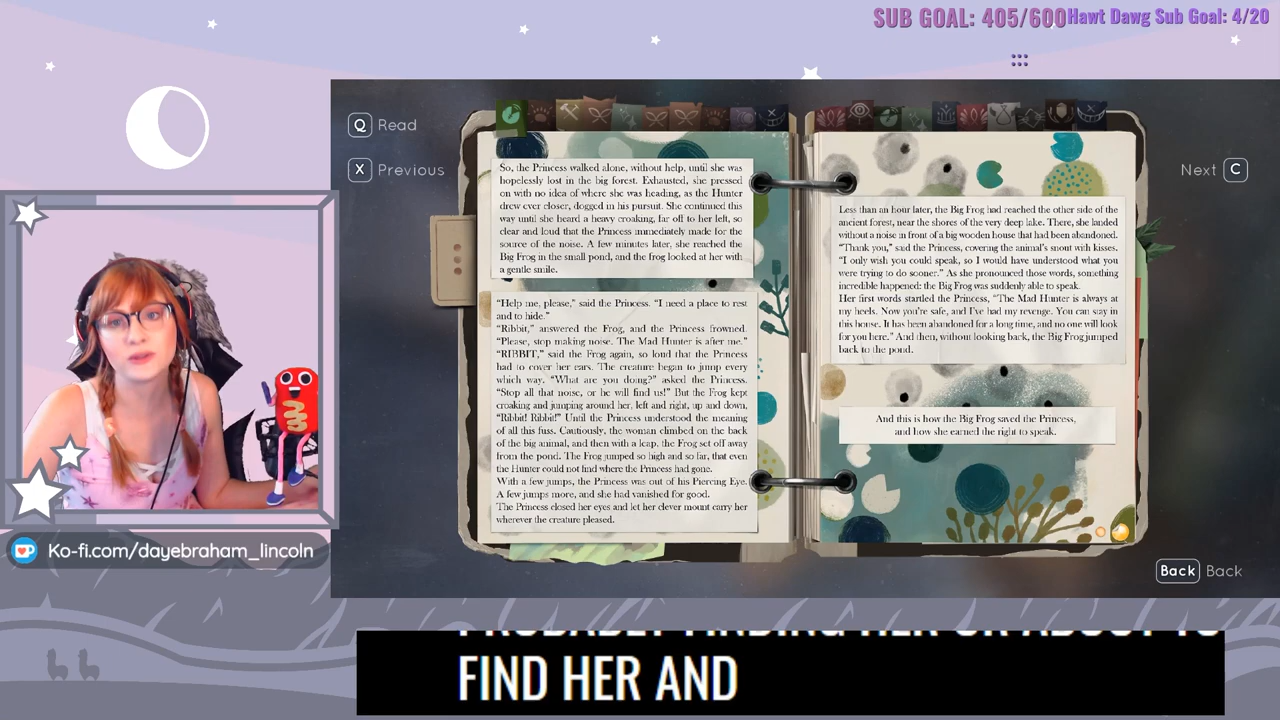 SUB GOAL: 405/600
Hawt Dawg Sub Goal: 4/20
Q Read
X Previous
Next C
So, the Princess walked alone, without help, until she was
hopelessly lost in the big forest. Exhausted, she pressed
on with no idea of where she was heading, as the Hunter
drew ever closer, dogged in his pursuit. She continued this
way until she heard a heavy croaking, far off to her left, so
clear and loud that the Princess immediately made for the
source of the noise. A few minutes later, she reached the
Big Frog in the small pond, and the frog looked at her with
a gentle smile.
"Help me, please," said the Princess. "I need a place to rest
and to hide."
"Ribbit," answered the Frog, and the Princess frowned.
"Please, stop making noise. The Mad Hunter is after me."
"RIBBIT," said the Frog again, so loud that the Princess
had to cover her ears. The creature began to jump every
which way. "What are you doing?" asked the Princess.
"Stop all that noise, or he will find us!" But the Frog kept
croaking and jumping around her, left and right, up and down,
"Ribbit! Ribbit!" Until the Princess understood the meaning
of all this fuss. Cautiously, the woman climbed on the back
of the big animal, and then with a leap, the Frog set off away
from the pond. The Frog jumped so high and so far, that even
the Hunter could not find where the Princess had gone.
With a few jumps, the Princess was out of his Piercing Eye.
A few jumps more, and she had vanished for good.
The Princess closed her eyes and let her clever mount carry her
wherever the creature pleased.
Less than an hour later, the Big Frog had reached the other side of the
ancient forest, near the shores of the very deep lake. There, she landed
without a noise in front of a big wooden house that had been abandoned.
"Thank you," said the Princess, covering the animal's snout with kisses.
"I only wish you could speak, so I would have understood what you
were trying to do sooner." As she pronounced those words, something
incredible happened: the Big Frog was suddenly able to speak.
Her first words startled the Princess, "The Mad Hunter is always at
my heels. Now you're safe, and I've had my revenge. You can stay in
this house. It has been abandoned for a long time, and no one will look
for you here." And then, without looking back, the Big Frog jumped
back to the pond.
And this is how the Big Frog saved the Princess,
and how she earned the right to speak.
Back Back
Ko-fi.com/dayebraham_lincoln
PROBABLY FINDING HER OR ABOUT TO
FIND HER AND